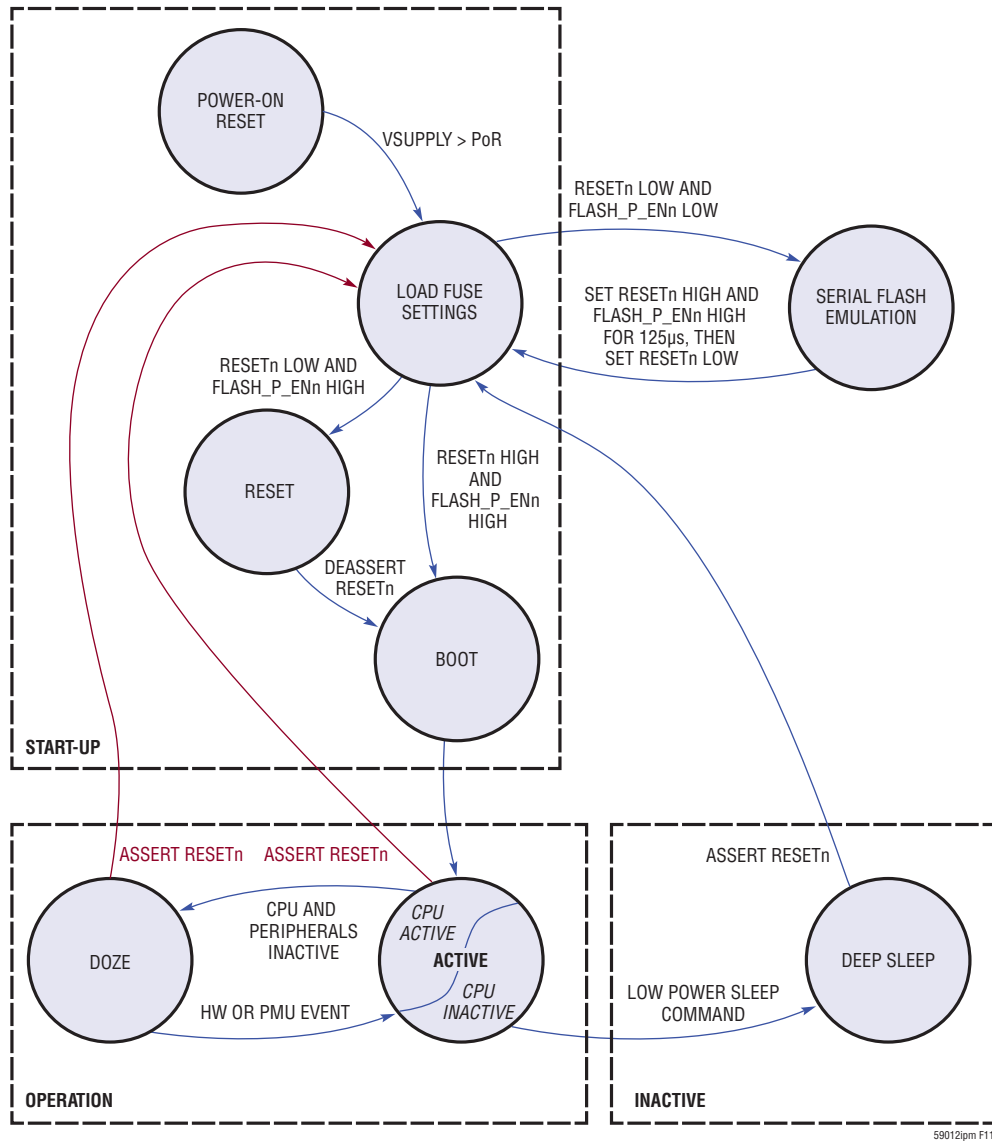 POWER-ON
RESET
VSUPPLY > PoR
RESETn LOW AND
FLASH_P_ENn LOW
LOAD FUSE
SETTINGS
SET RESETn HIGH AND
FLASH_P_ENn HIGH
FOR 125µs, THEN
SET RESETn LOW
SERIAL FLASH
EMULATION
RESETn LOW AND
FLASH_P_ENn HIGH
RESET
RESETn HIGH
AND
FLASH_P_ENn
HIGH
DEASSERT
RESETn
BOOT
START-UP
ASSERT RESETn
ASSERT RESETn
ASSERT RESETn
CPU AND
PERIPHERALS
INACTIVE
DOZE
CPU
ACTIVE
ACTIVE
CPU
INACTIVE
DEEP SLEEP
HW OR PMU EVENT
LOW POWER SLEEP
COMMAND
OPERATION
INACTIVE
59012ipm F11